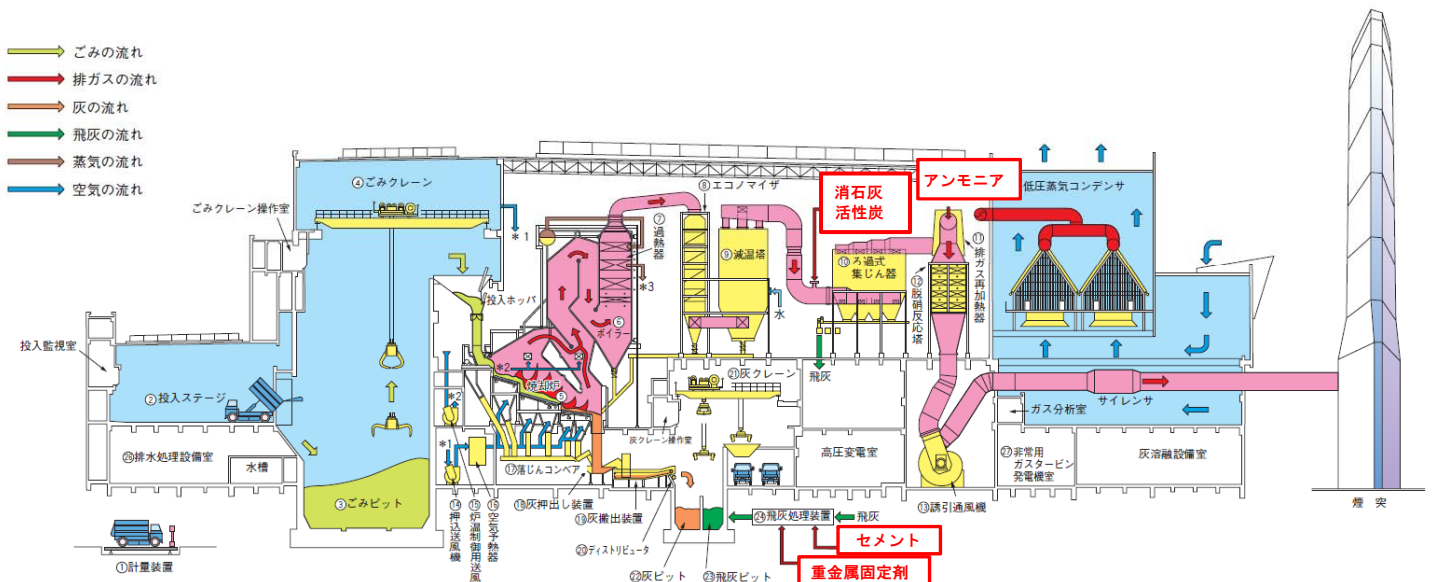 ごみの流れ
排ガスの流れ
灰の流れ
飛灰の流れ
蒸気の流れ
空気の流れ
④ごみクレーン
ごみクレーン操作室
＊1
投入ホッパ
⑦過熱器
＊3
⑧エコノマイザ
消石灰
活性炭
アンモニア
低圧蒸気コンデンサ
⑨減温塔
⑩ろ過式
集じん器
⑪排ガス再加熱器
⑫脱硝反応塔
⑥
ボイラー
水
投入監視室
②投入ステージ
＊2
＊2
焼却炉
⑤
㉑灰クレーン
飛灰
サイレンサ
ガス分析室
灰クレーン操作室
㉖排水処理設備室
水槽
＊1
⑰落じんコンベア
高圧変電室
㉗非常用
ガスタービン
発電機室
灰溶融設備室
③ごみピット
⑭押込送風機
⑮炉温制御用送風
⑯空気予熱器
⑱灰押出し装置
⑲灰搬出装置
⑳ディストリビュータ
㉔飛灰処理装置
飛灰
⑬誘引通風機
煙突
セメント
①計量装置
㉒灰ピット
㉓飛灰ピット
重金属固定剤